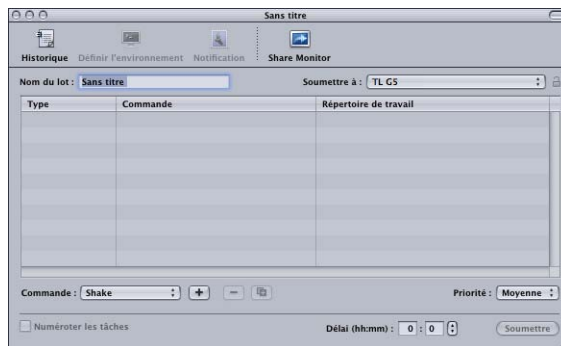 Sans titre
Historique Définir l'environnement Notification Share Monitor
Nom du lot : Sans titre Soumettre à : TL G5
Type Commande Répertoire de travail
Commande : Shake Priorité : Moyenne
Numéroter les tâches Délai (hh:mm) : 0 : 0 Soumettre